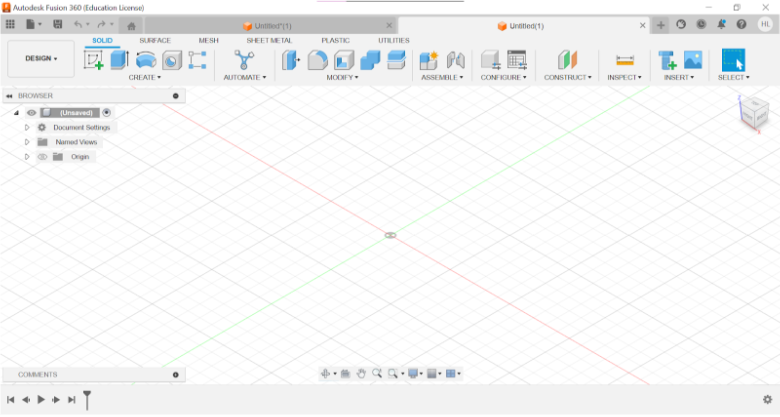 Autodesk Fusion 360 (Education License)
Untitled*(1)
Untitled(1)
HL
SOLID SURFACE MESH SHEET METAL PLASTIC UTILITIES
DESIGN
CREATE AUTOMATE MODIFY ASSEMBLE CONFIGURE CONSTRUCT INSPECT INSERT SELECT
BROWSER
(Unsaved)
Document Settings
Named Views
Origin
COMMENTS